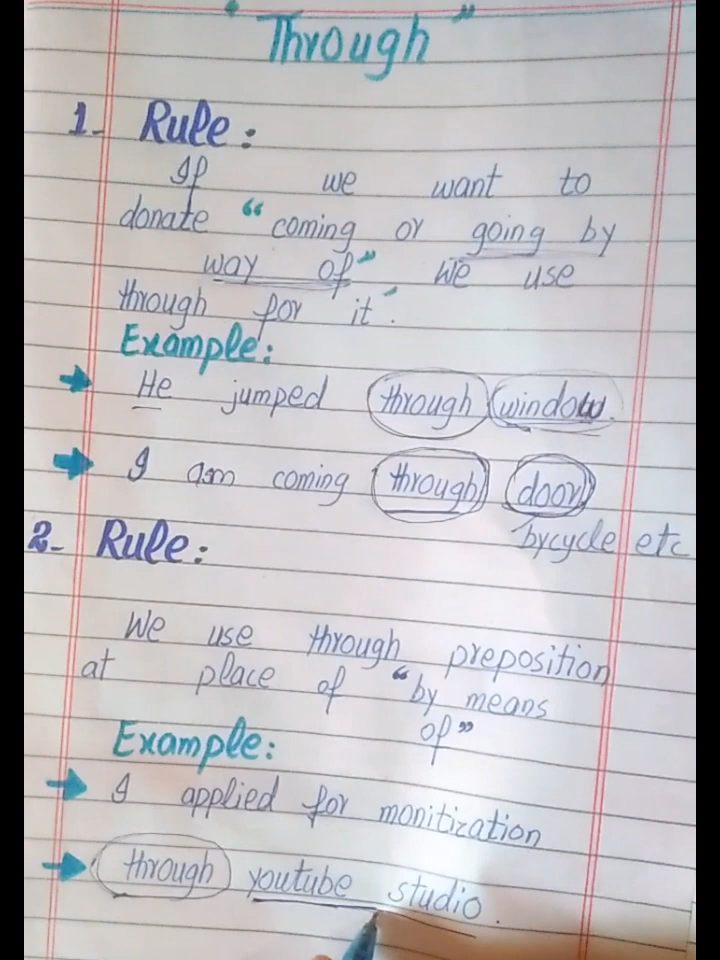 "Through"
1- Rule:
If we want to
donate "coming or going by
way of" we use
through for it.
Example:
He jumped through window.
I am coming through door
bycycle etc
2- Rule:
We use through preposition
at place of "by means
of"
Example:
I applied for monitization
through youtube studio.